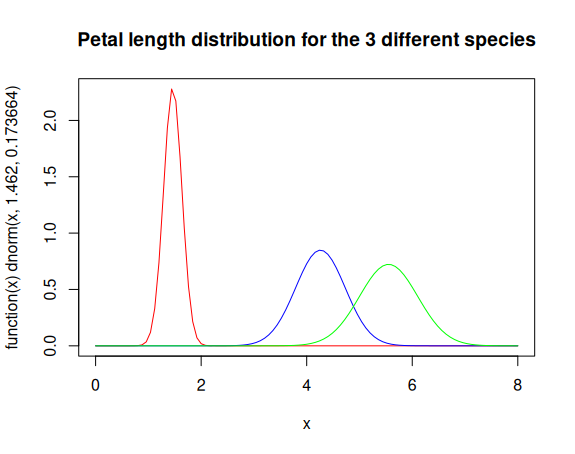 Petal length distribution for the 3 different species
function(x) dnorm(x, 1.462, 0.173664)
2.0
1.5
1.0
0.5
0.0
0 2 4 6 8
x